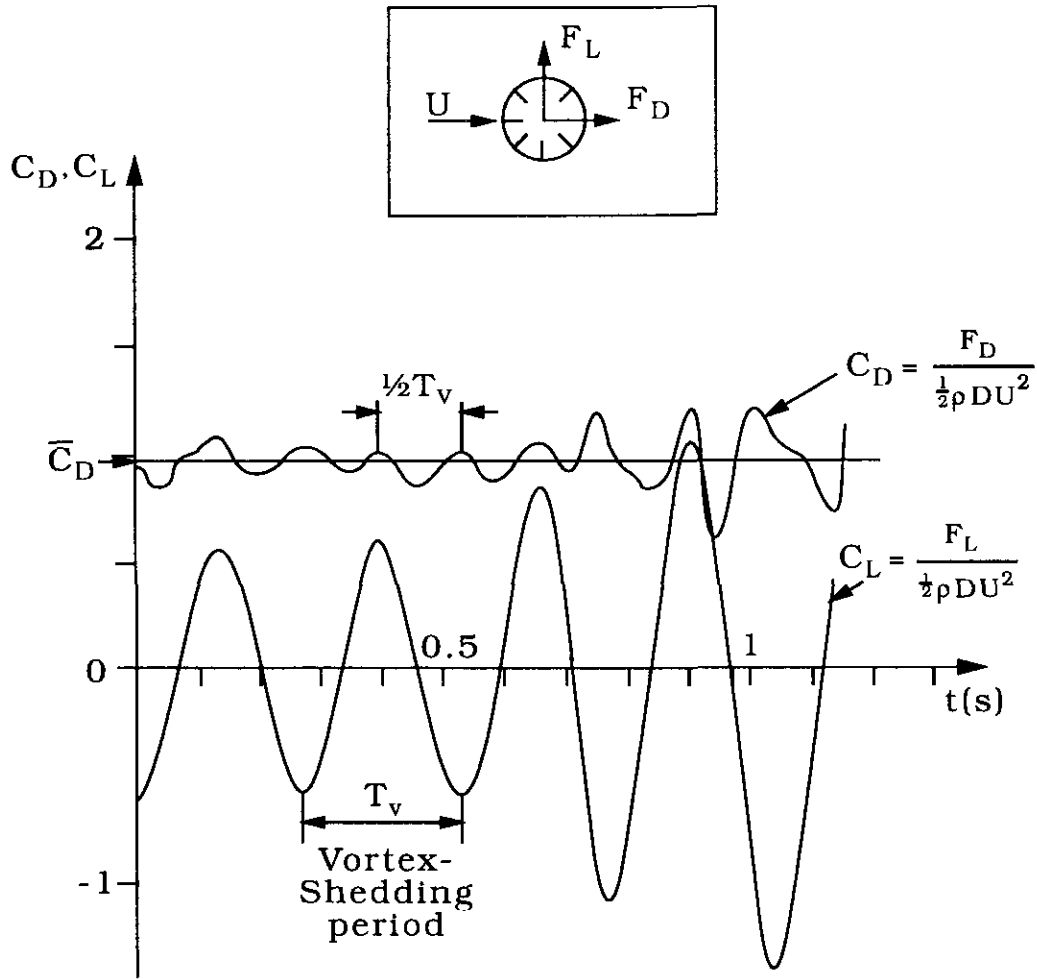 F_L
U
F_D
C_D, C_L
2
½T_v
C_D = F_D / ½ρDU²
C̅_D
C_L = F_L / ½ρDU²
0.5
1
0
t(s)
T_v
Vortex-
Shedding
period
-1